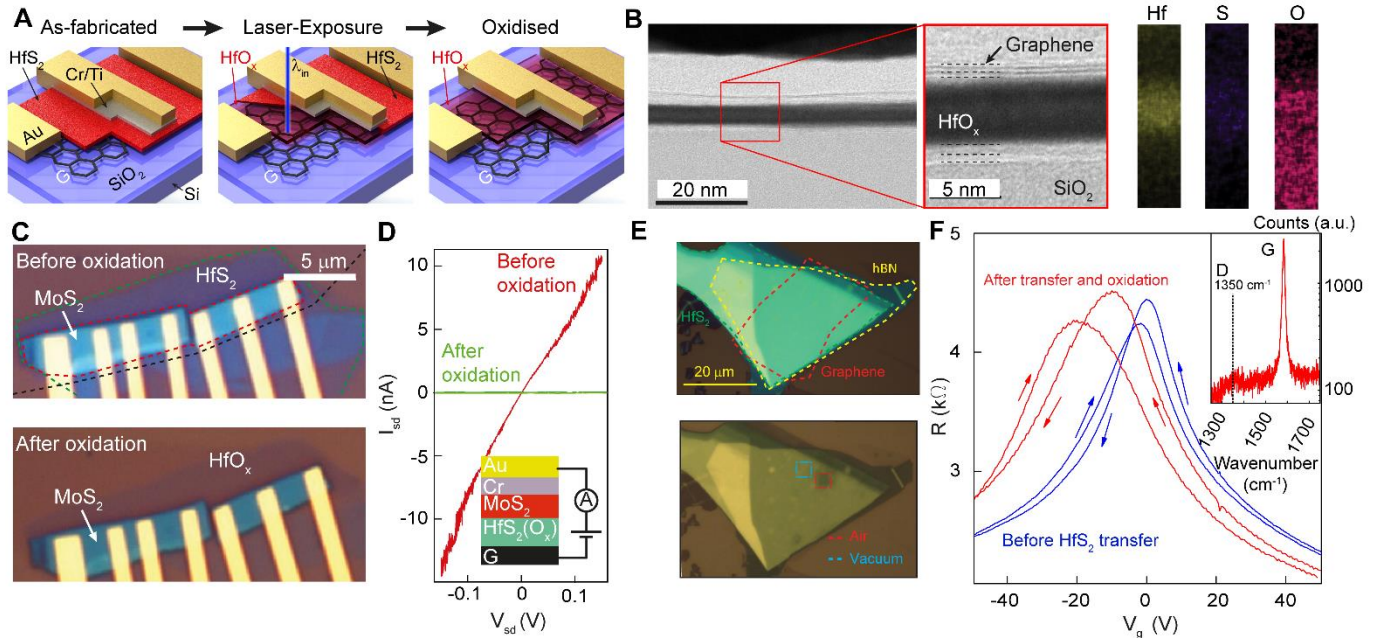 A
As-fabricated
Laser-Exposure
Oxidised
HfS2
Cr/Ti
Au
G
SiO2
Si
HfOx
λin
HfS2
HfOx
B
20 nm
Graphene
HfOx
5 nm
SiO2
Hf
S
O
C
Before oxidation
HfS2
5 μm
MoS2
After oxidation
HfOx
MoS2
D
Before oxidation
After oxidation
Isd (nA)
10
5
0
-5
-10
Au
Cr
MoS2
HfS2(Ox)
G
A
-0.1
0
0.1
Vsd (V)
E
hBN
HfS2
20 μm
Graphene
Air
Vacuum
F
After transfer and oxidation
Before HfS2 transfer
R (kΩ)
5
4
3
-40
-20
0
20
40
Vg (V)
Counts (a.u.)
G
D
1350 cm-1
1000
100
1300
1500
1700
Wavenumber
(cm-1)